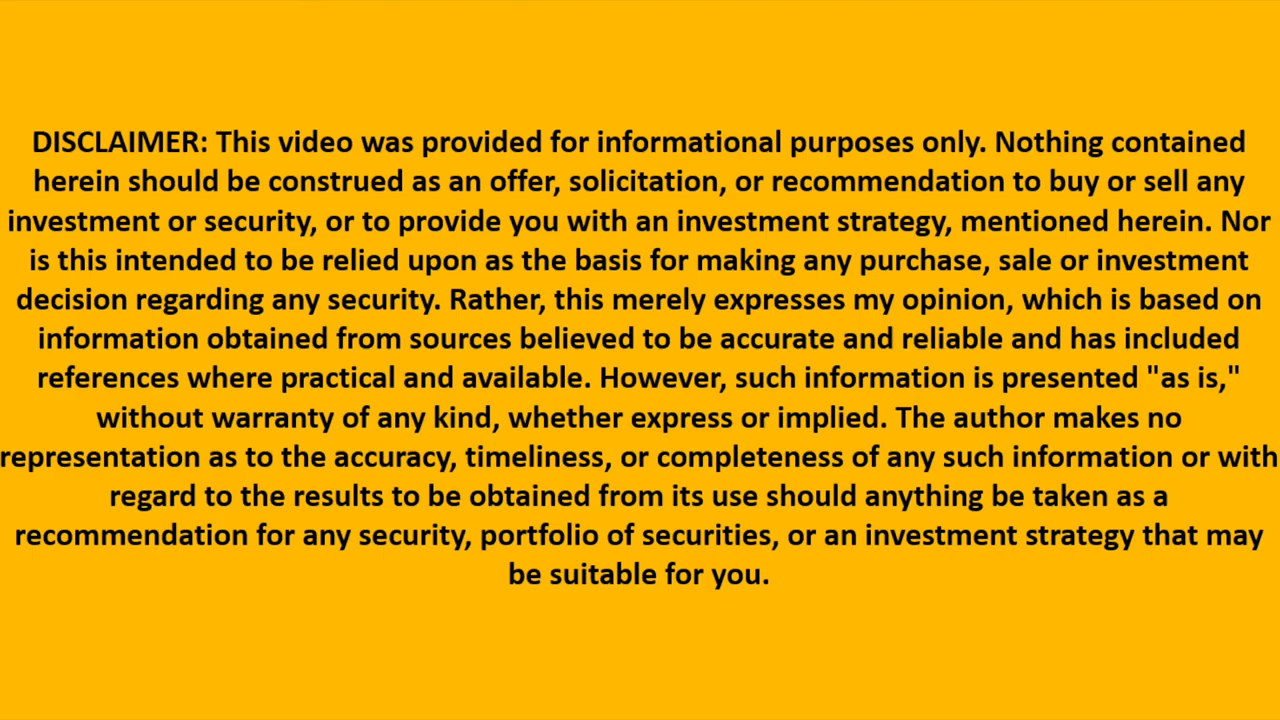 DISCLAIMER: This video was provided for informational purposes only. Nothing contained
herein should be construed as an offer, solicitation, or recommendation to buy or sell any
investment or security, or to provide you with an investment strategy, mentioned herein. Nor
is this intended to be relied upon as the basis for making any purchase, sale or investment
decision regarding any security. Rather, this merely expresses my opinion, which is based on
information obtained from sources believed to be accurate and reliable and has included
references where practical and available. However, such information is presented "as is,"
without warranty of any kind, whether express or implied. The author makes no
representation as to the accuracy, timeliness, or completeness of any such information or with
regard to the results to be obtained from its use should anything be taken as a
recommendation for any security, portfolio of securities, or an investment strategy that may
be suitable for you.